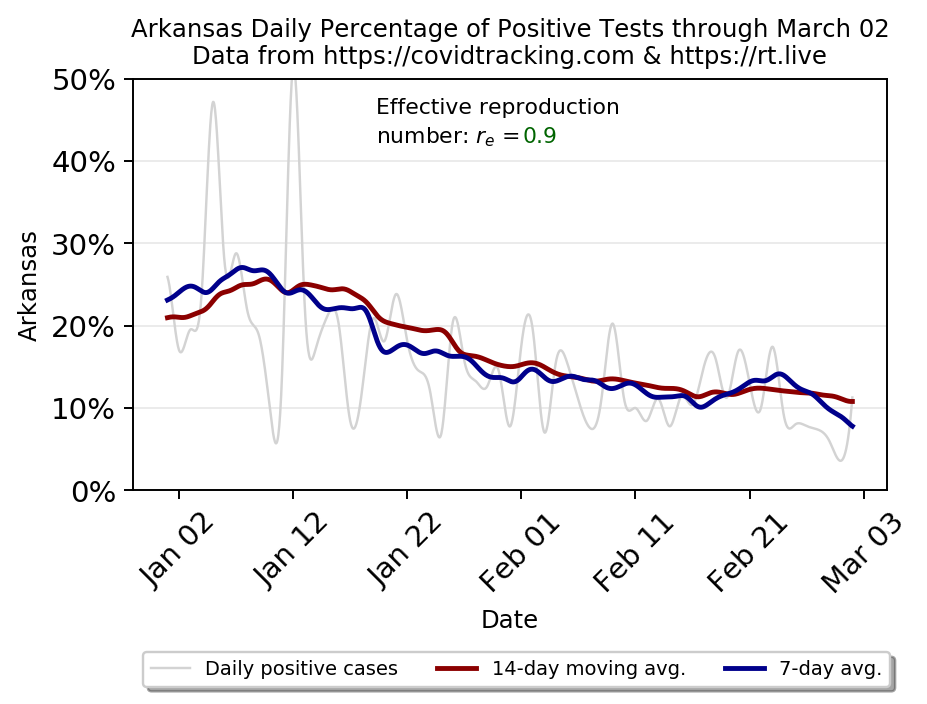 Arkansas Daily Percentage of Positive Tests through March 02
Data from https://covidtracking.com & https://rt.live
Effective reproduction
number: rₑ =0.9
50%
40%
30%
20%
10%
0%
Arkansas
Jan 02
Jan 12
Jan 22
Feb 01
Feb 11
Feb 21
Mar 03
Date
Daily positive cases
14-day moving avg.
7-day avg.